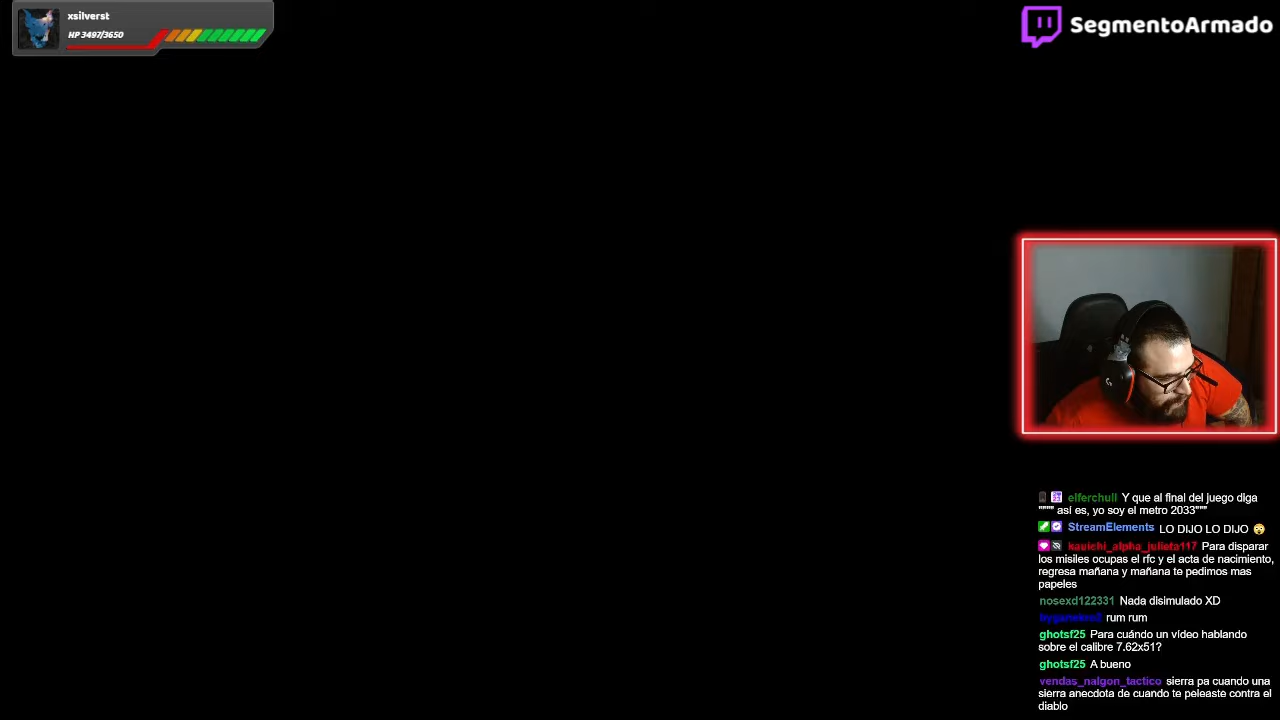 xsilverst
HP 3497/3650
SegmentoArmado
elferchull Y que al final del juego diga
"""" así es, yo soy el metro 2033"""
StreamElements LO DIJO LO DIJO
kauichi_alpha_julieta117 Para disparar
los misiles ocupas el rfc y el acta de nacimiento,
regresa mañana y mañana te pedimos mas
papeles
nosexd122331 Nada disimulado XD
rum rum
ghotsf25 Para cuándo un vídeo hablando
sobre el calibre 7.62x51?
ghotsf25 A bueno
vendas_nalgon_tactico sierra pa cuando una
sierra anecdota de cuando te peleaste contra el
diablo